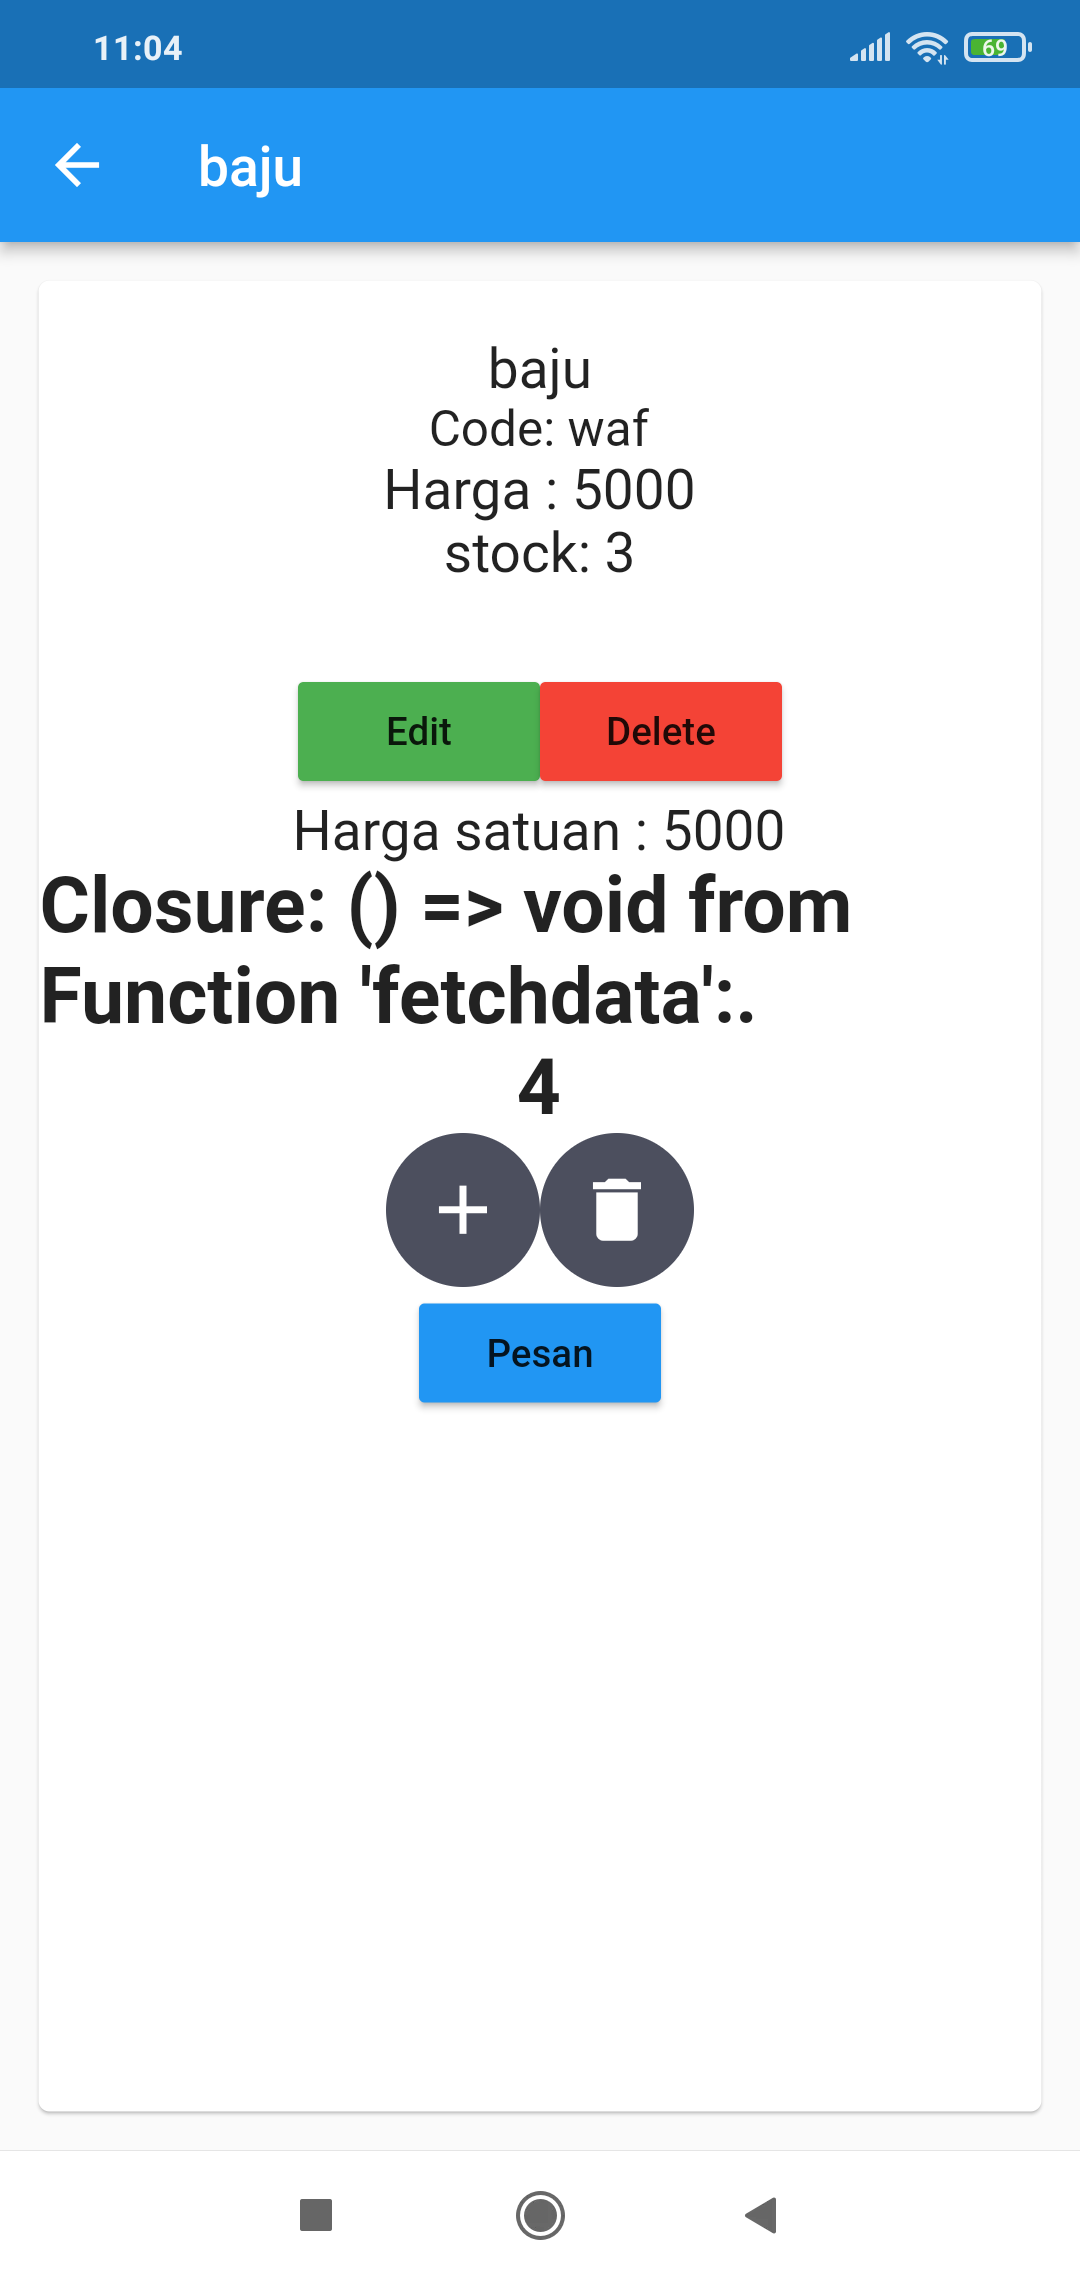 11:04
69
baju
baju
Code: waf
Harga : 5000
stock: 3
Edit
Delete
Harga satuan : 5000
Closure: () => void from
Function 'fetchdata':.
4
Pesan